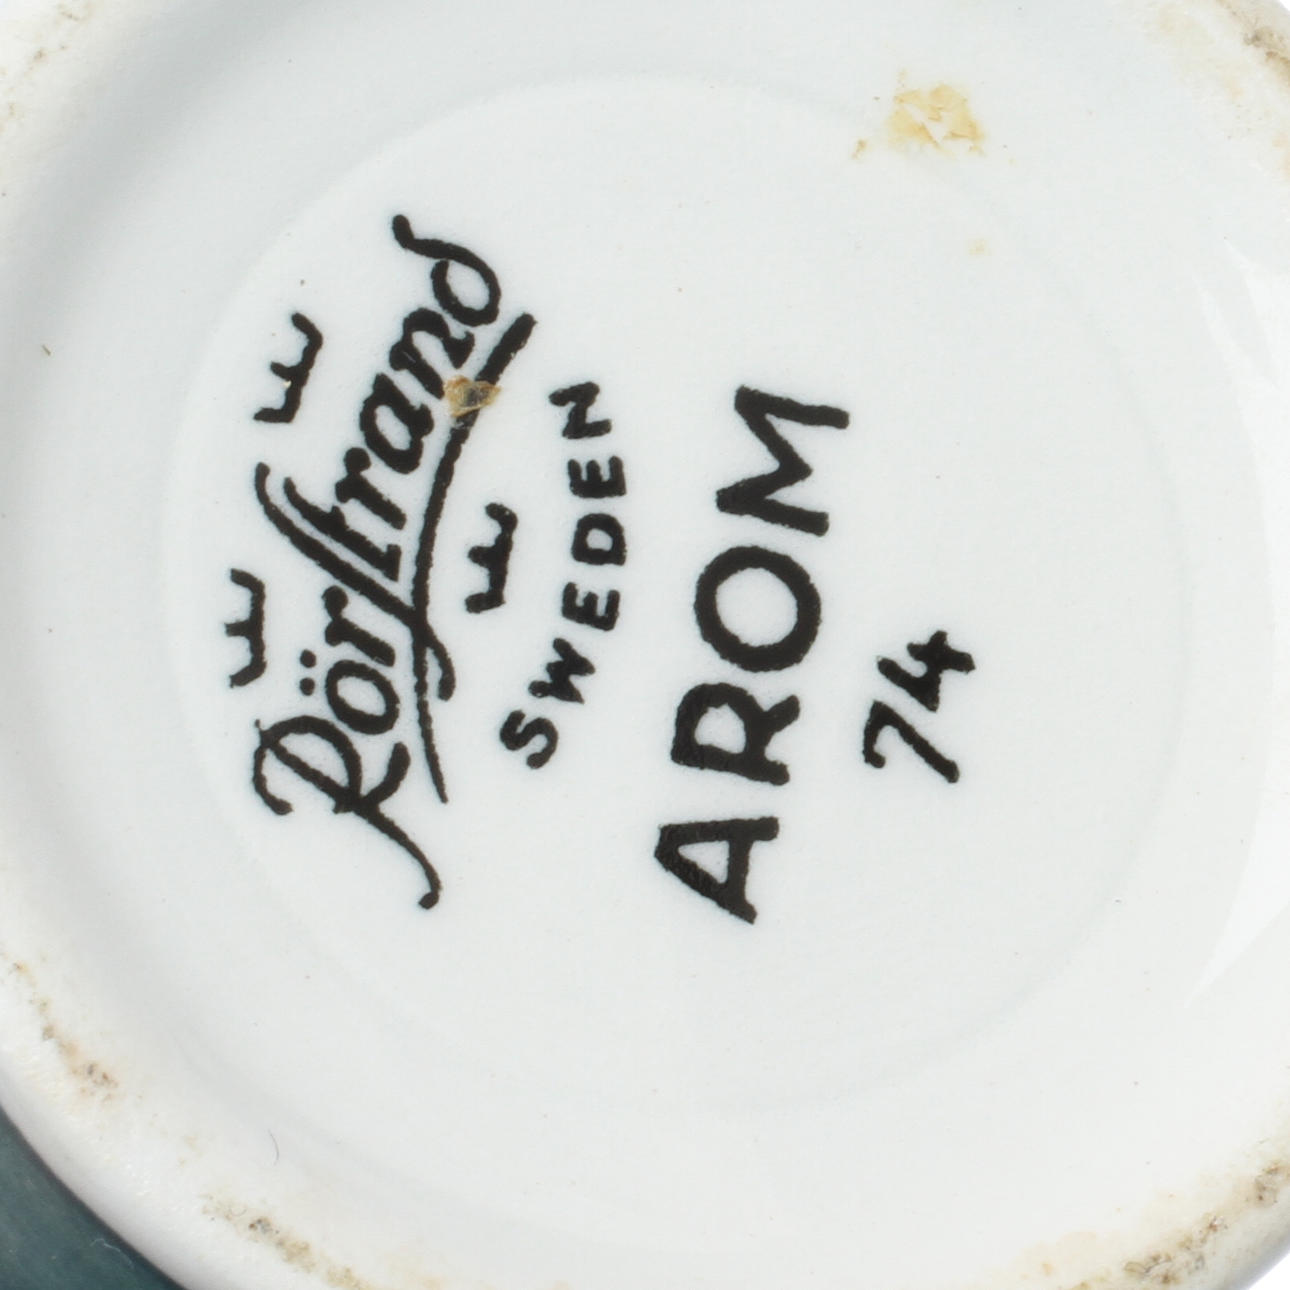 Rörstrand
SWEDEN
AROM
74